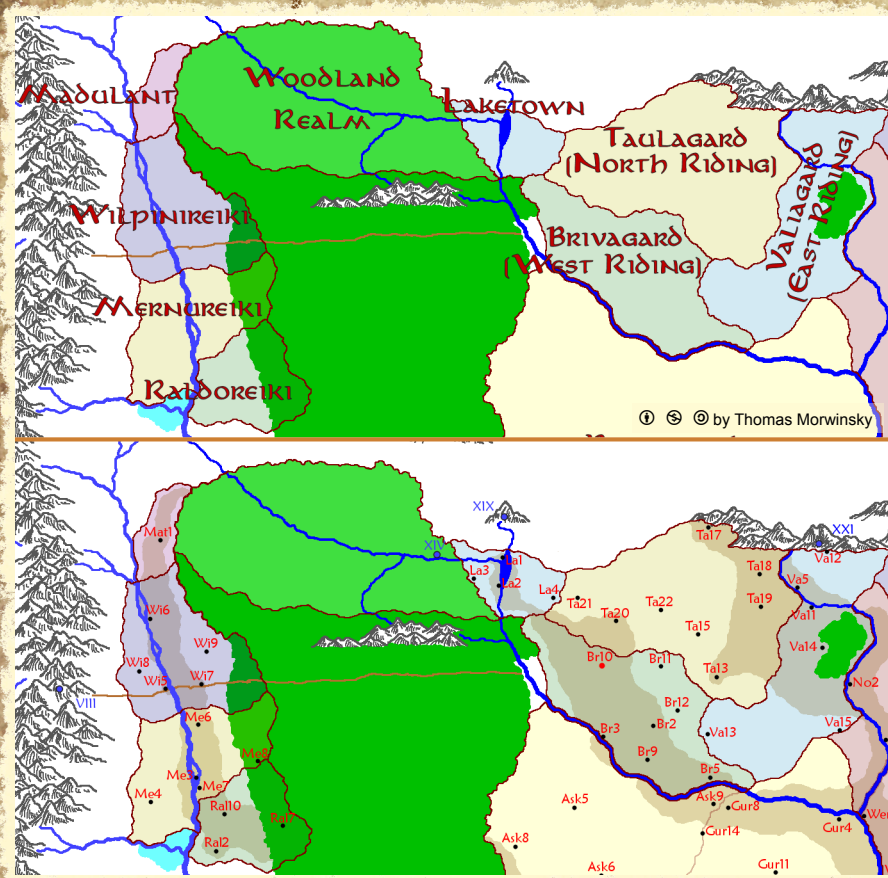 Woodland
Realm
Madulant
Laketown
Taulagard
(North Riding)
Valiagard
(East Riding)
Wilpinireiki
Brivagard
(West Riding)
Mernureiki
Raldoreiki
by Thomas Morwinsky
XIX
Ta17
XXI
Mat1
XIV
La1
Va12
La3
La2
Ta18
Va5
La4
Ta21
Ta22
Ta19
Wi6
Ta20
Va11
Ta15
Wi9
Va14
Wi8
Br10
Br11
Ta13
Wi5
Wi7
No2
VIII
Br12
Me6
Br3
Br2
Va13
Va15
Me8
Br9
Me3
Br5
Me4
Ral10
Ask5
Ask9
Gur8
Ral7
Gur4
Ral2
Ask8
Gur14
Ask6
Gur11